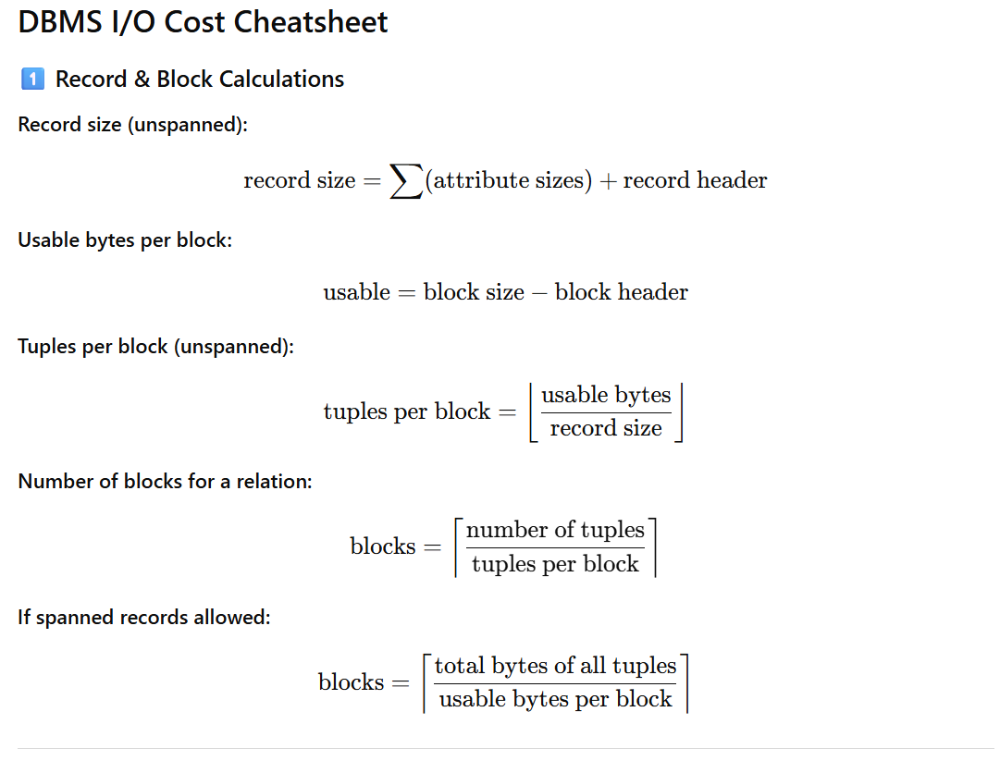 DBMS I/O Cost Cheatsheet
1 Record & Block Calculations
Record size (unspanned):
record size = ∑(attribute sizes) + record header
Usable bytes per block:
usable = block size − block header
Tuples per block (unspanned):
tuples per block = ⌊usable bytes / record size⌋
Number of blocks for a relation:
blocks = ⌈number of tuples / tuples per block⌉
If spanned records allowed:
blocks = ⌈total bytes of all tuples / usable bytes per block⌉